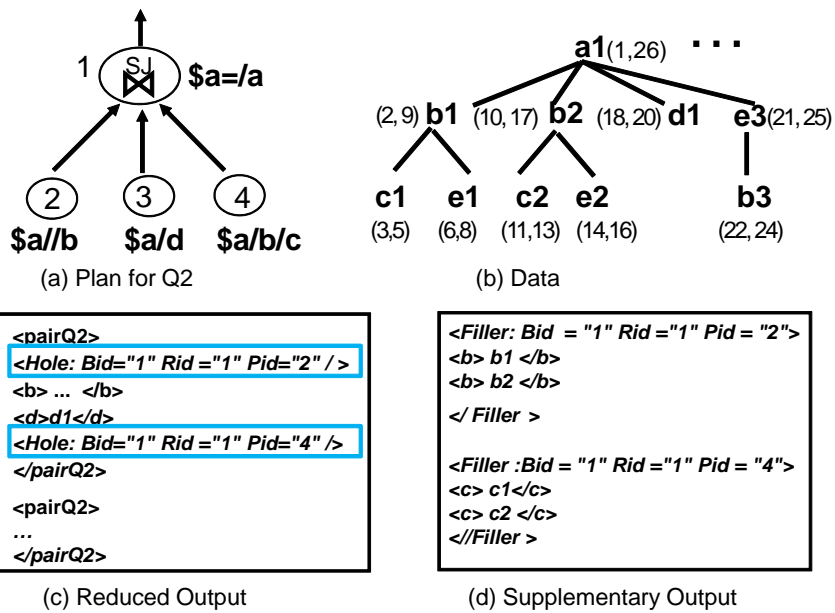 1 SJ $a=/a
2 3 4
$a//b $a/d $a/b/c
(a) Plan for Q2
a1(1,26) ...
(2, 9) b1 (10, 17) b2 (18, 20) d1 e3(21, 25)
c1 e1 c2 e2 b3
(3,5) (6,8) (11,13) (14,16) (22, 24)
(b) Data
<pairQ2>
<Hole: Bid="1" Rid ="1" Pid="2" / >
<b> ... </b>
<d>d1</d>
<Hole: Bid="1" Rid ="1" Pid="4" />
</pairQ2>
<pairQ2>
...
</pairQ2>
(c) Reduced Output
<Filler: Bid = "1" Rid ="1" Pid = "2">
<b> b1 </b>
<b> b2 </b>
</ Filler >
<Filler :Bid = "1" Rid ="1" Pid = "4">
<c> c1</c>
<c> c2 </c>
<//Filler >
(d) Supplementary Output